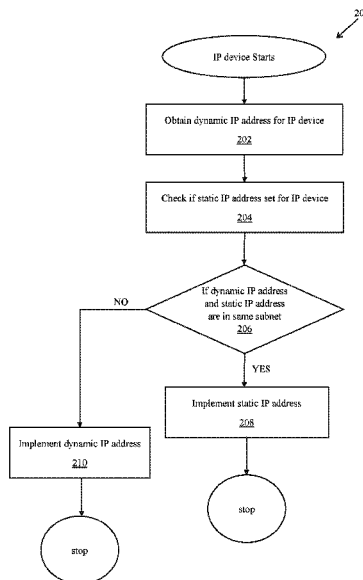 20
IP device Starts
Obtain dynamic IP address for IP device
202
Check if static IP address set for IP device
204
If dynamic IP address
and static IP address
are in same subnet
206
NO
YES
Implement static IP address
208
Implement dynamic IP address
210
stop
stop